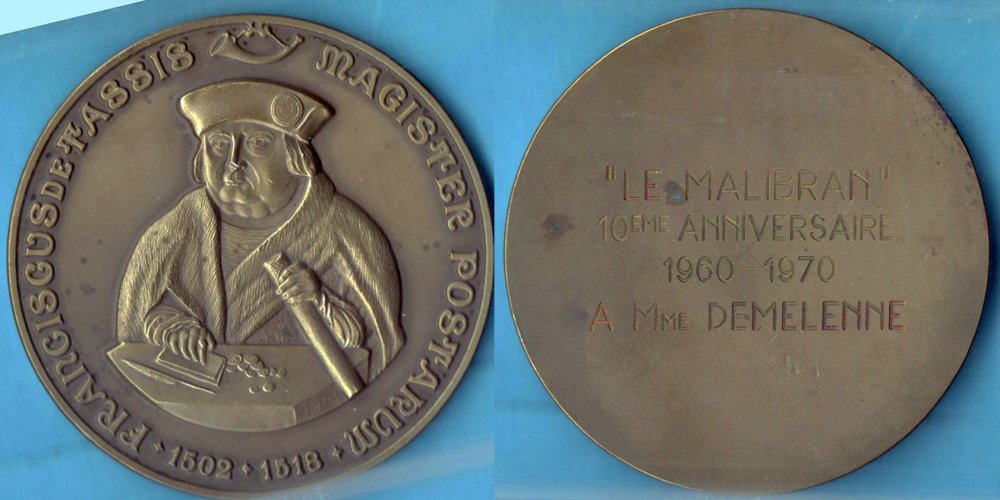 FRANCISCUS DE TASSIS MAGISTER POSTARUM
• 1502 • 1518 •
"LE MALIBRAN"
10EME ANNIVERSAIRE
1960-1970
A MME DEMELENNE